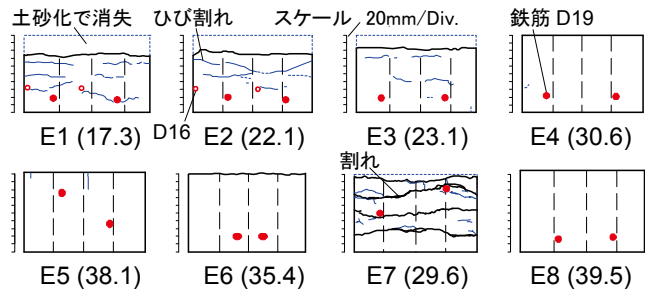 土砂化で消失 ひび割れ スケール 20mm/Div. 鉄筋 D19
E1 (17.3) D16 E2 (22.1) E3 (23.1) E4 (30.6)
割れ
E5 (38.1) E6 (35.4) E7 (29.6) E8 (39.5)